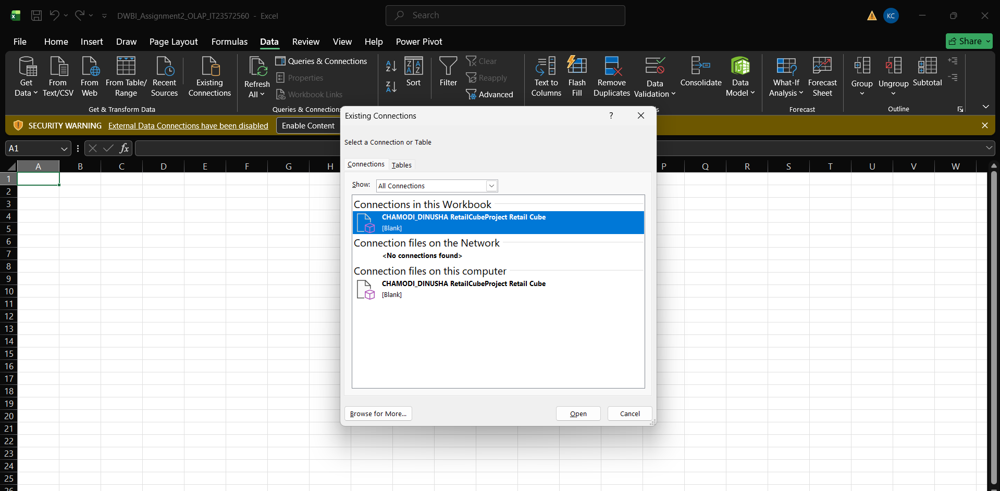 DWBI_Assignment2_OLAP_IT23572560 - Excel
Search
KC
File Home Insert Draw Page Layout Formulas Data Review View Help Power Pivot
Share
Get Data
From Text/CSV
From Web
From Table/ Range
Recent Sources
Existing Connections
Get & Transform Data
Refresh All
Queries & Connections
Properties
Workbook Links
Queries & Connections
Sort
Filter
Clear
Reapply
Advanced
Text to Columns
Flash Fill
Remove Duplicates
Data Validation
Consolidate
Data Model
What-If Analysis
Forecast Sheet
Forecast
Group
Ungroup
Subtotal
Outline
SECURITY WARNING External Data Connections have been disabled Enable Content
A1
fx
A B C D E F G H P Q R S T U V W
1
2
3
4
5
6
7
8
9
10
11
12
13
14
15
16
17
18
19
20
21
22
23
24
25
26
Existing Connections ?
Select a Connection or Table
Connections Tables
Show: All Connections
Connections in this Workbook
CHAMODI_DINUSHA RetailCubeProject Retail Cube
[Blank]
Connection files on the Network
<No connections found>
Connection files on this computer
CHAMODI_DINUSHA RetailCubeProject Retail Cube
[Blank]
Browse for More...
Open
Cancel